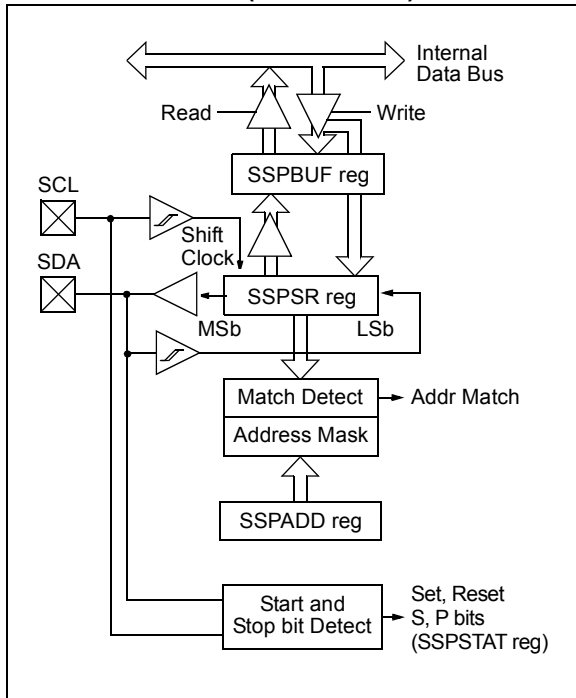 Internal
Data Bus
Read
Write
SSPBUF reg
SCL
Shift
Clock
SDA
SSPSR reg
MSb
LSb
Match Detect
Addr Match
Address Mask
SSPADD reg
Start and
Stop bit Detect
Set, Reset
S, P bits
(SSPSTAT reg)